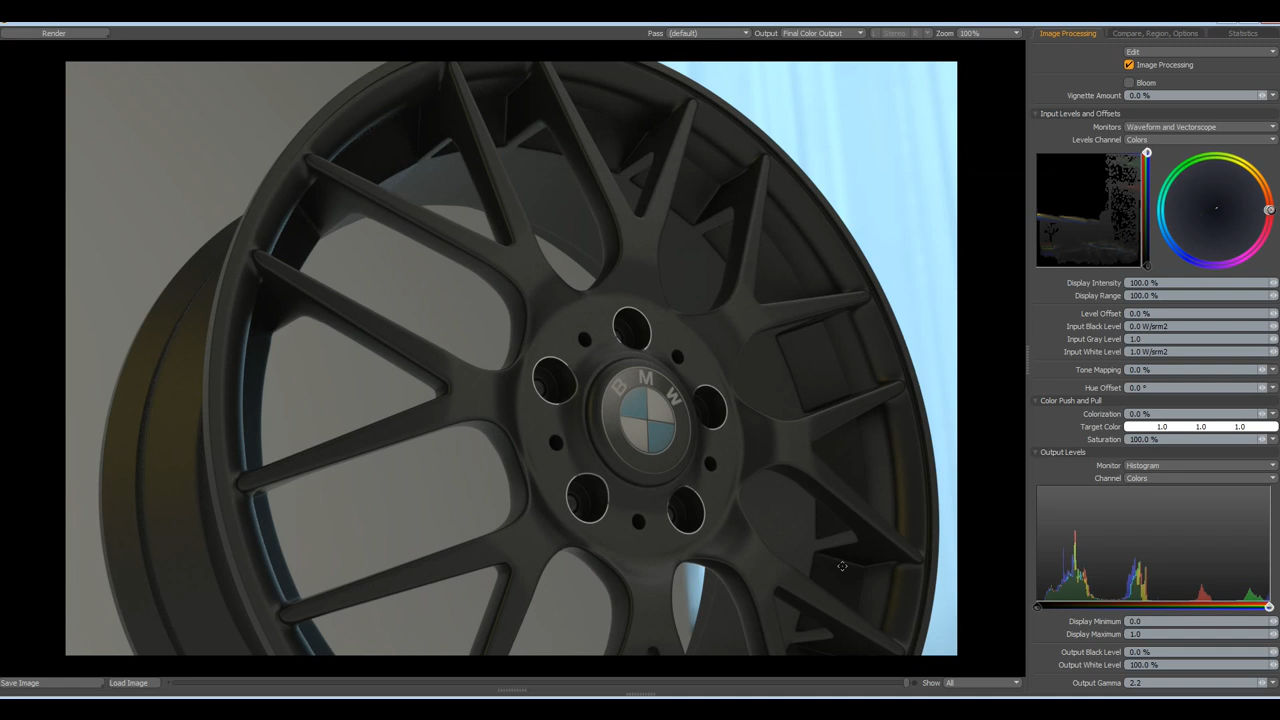 Render
Pass (default) Output Final Color Output Stereo R Zoom 100%
Image Processing Compare, Region, Options Statistics
Edit
Image Processing
Bloom
Vignette Amount 0.0 %
Input Levels and Offsets
Monitors Waveform and Vectorscope
Levels Channel Colors
Display Intensity 100.0 %
Display Range 100.0 %
Level Offset 0.0 %
Input Black Level 0.0 W/srm2
Input Gray Level 1.0
Input White Level 1.0 W/srm2
Tone Mapping 0.0 %
Hue Offset 0.0 °
Color Push and Pull
Colorization 0.0 %
Target Color 1.0 1.0 1.0
Saturation 100.0 %
Output Levels
Monitor Histogram
Channel Colors
Display Minimum 0.0
Display Maximum 1.0
Output Black Level 0.0 %
Output White Level 100.0 %
Output Gamma 2.2
BMW
Save Image Load Image Show All